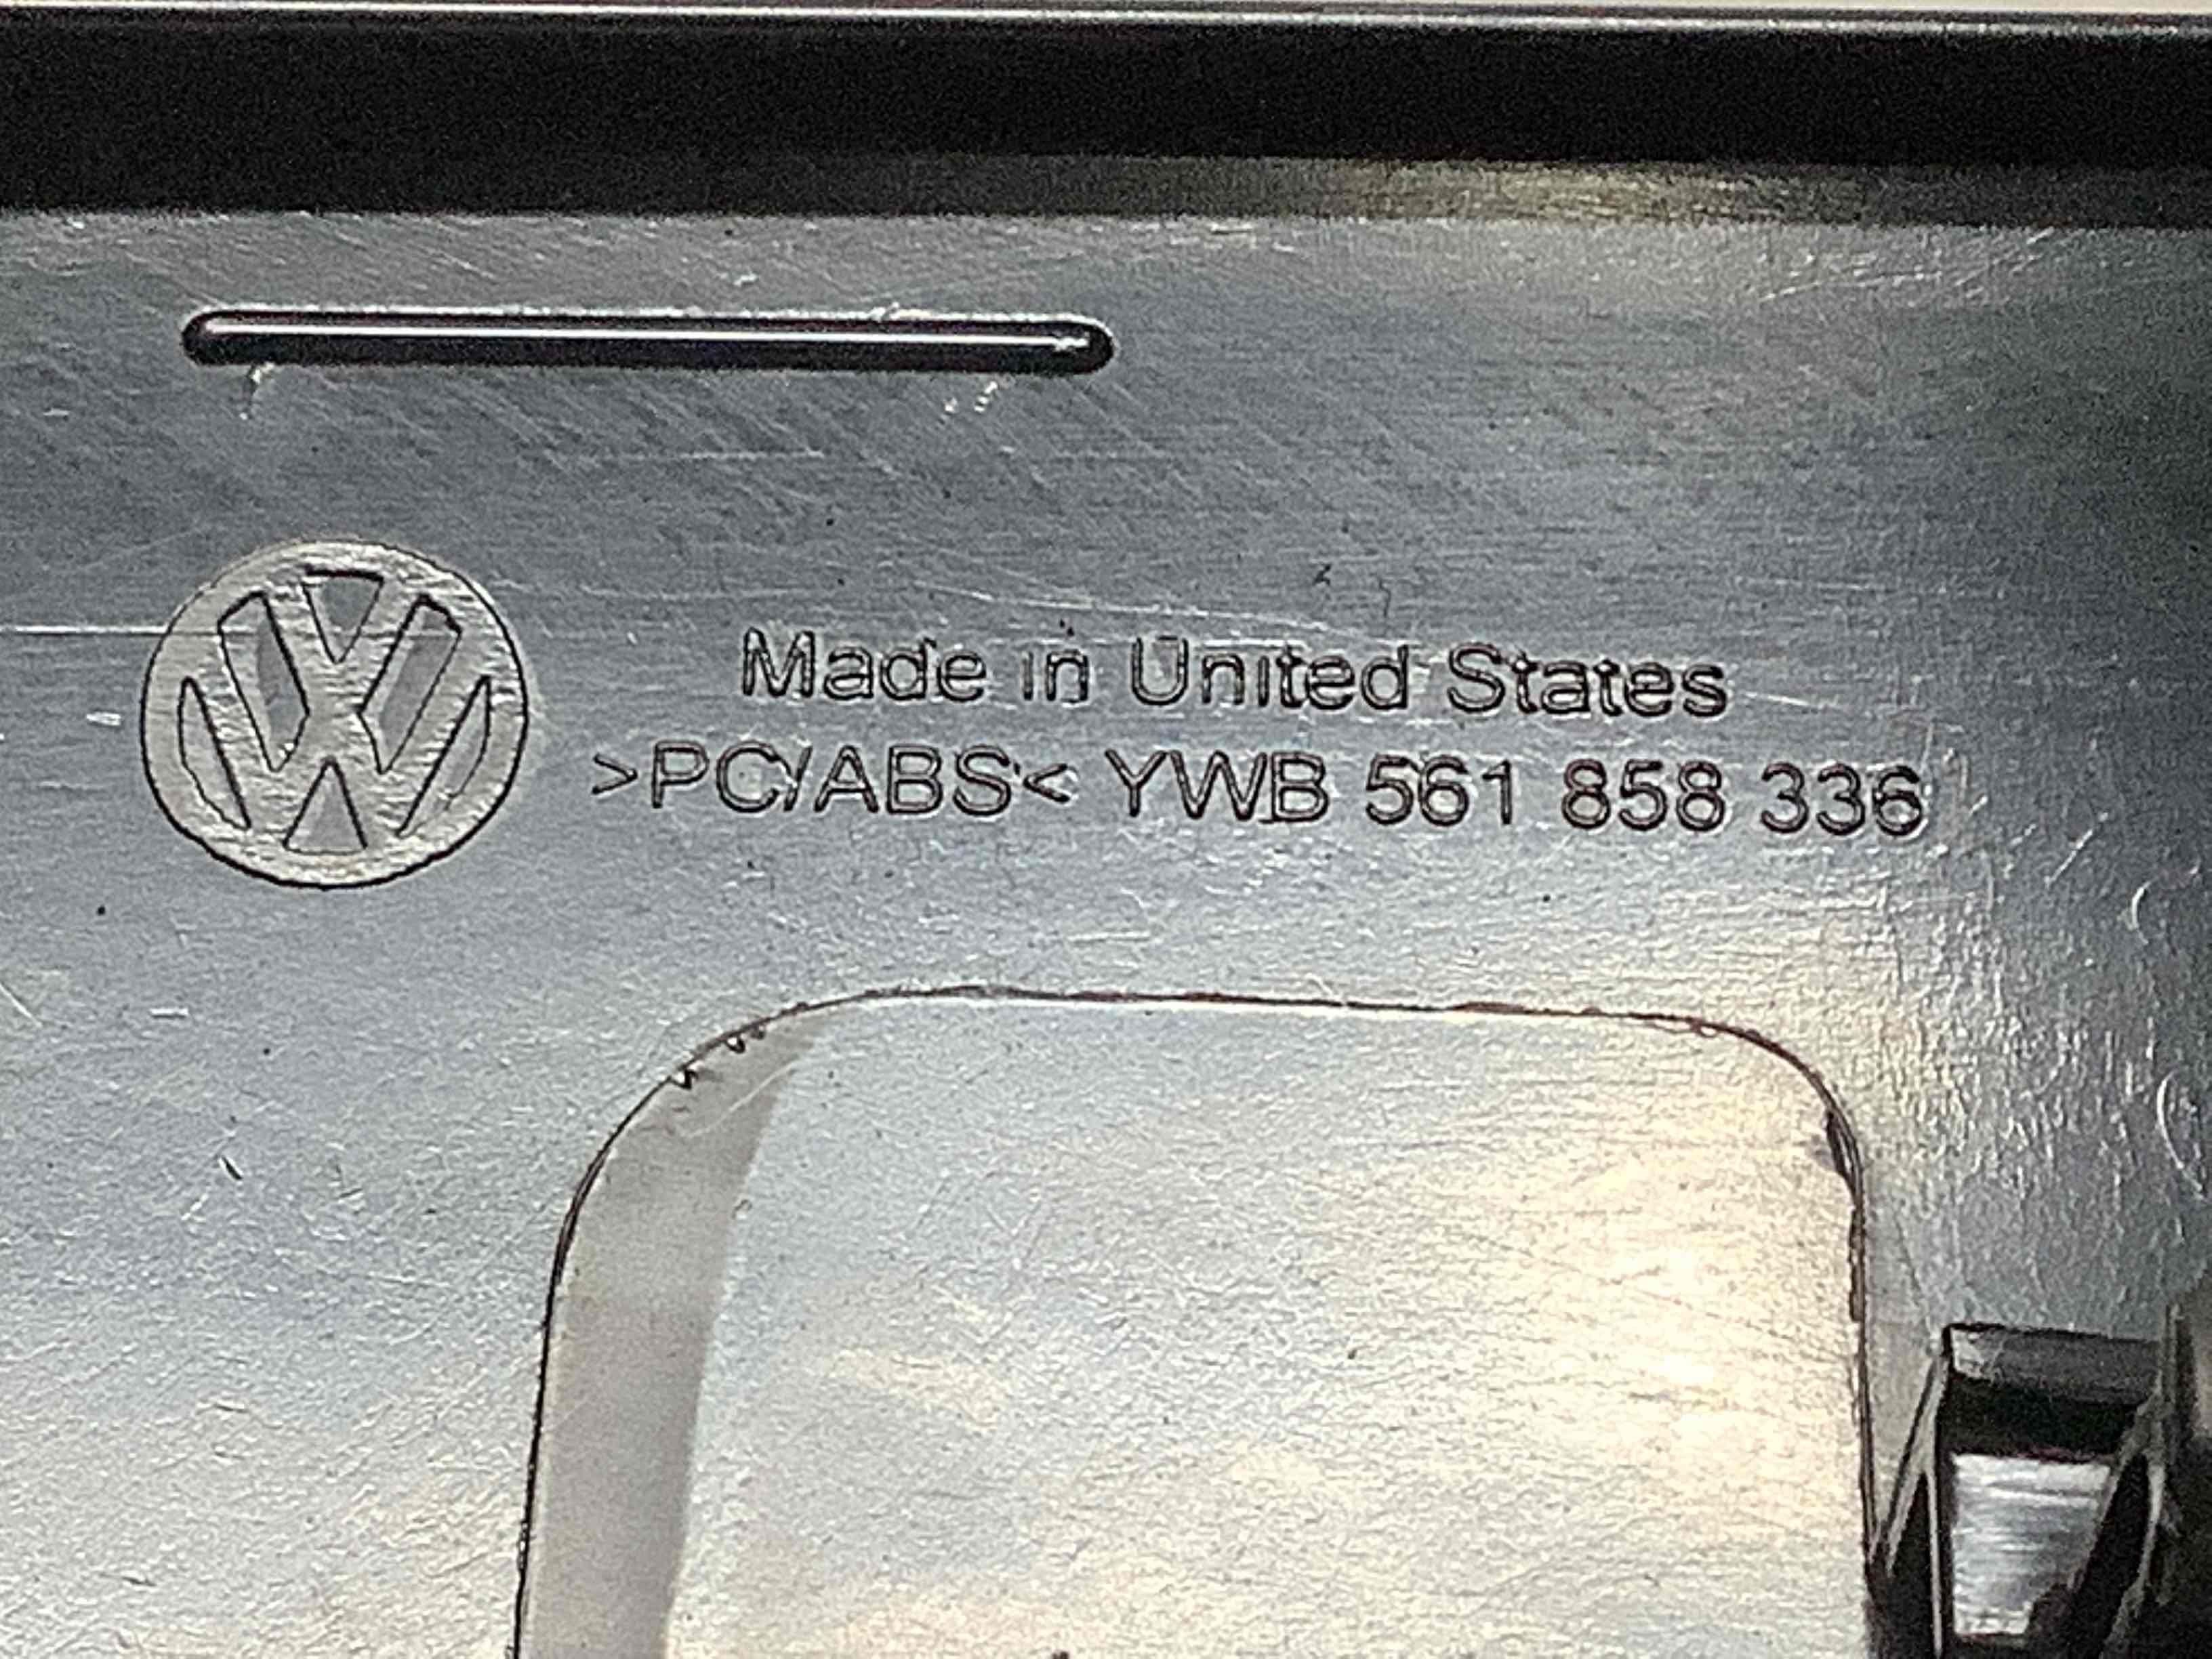 Made in United States
>PC/ABS< YWB 561 858 336